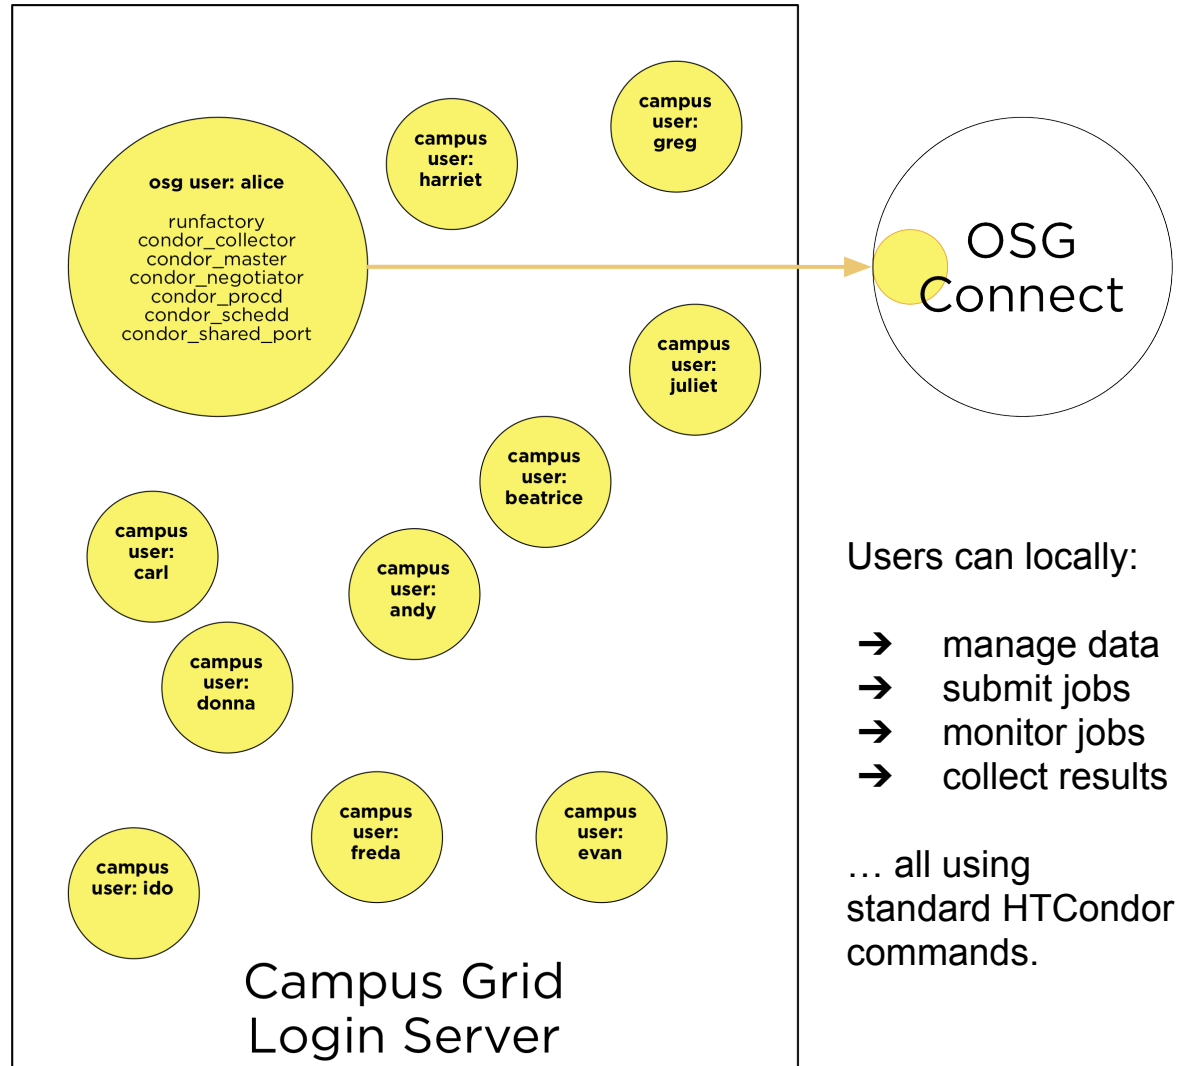 osg user: alice
runfactory
condor_collector
condor_master
condor_negotiator
condor_procd
condor_schedd
condor_shared_port
campus
user:
harriet
campus
user:
greg
OSG
Connect
campus
user:
juliet
campus
user:
beatrice
campus
user:
carl
campus
user:
andy
campus
user:
donna
campus
user:
freda
campus
user:
evan
campus
user: ido
Campus Grid
Login Server
Users can locally:
➔ manage data
➔ submit jobs
➔ monitor jobs
➔ collect results
… all using
standard HTCondor
commands.